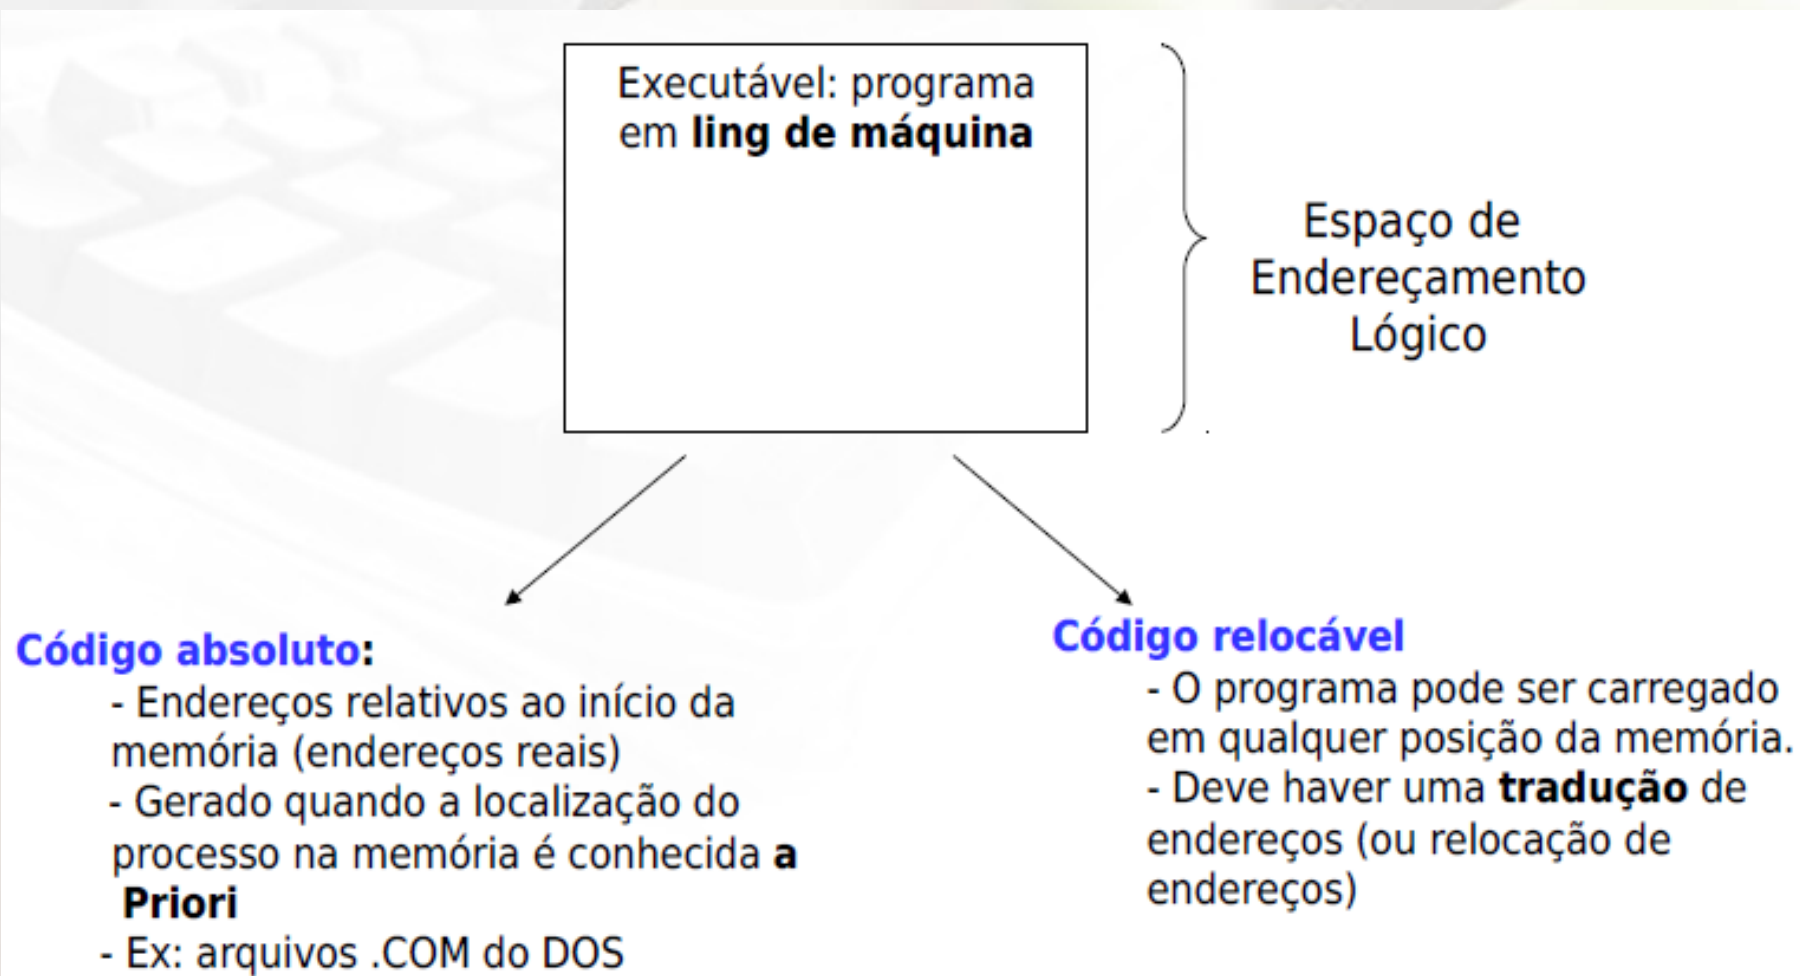 Executável: programa
em ling de máquina
Espaço de
Endereçamento
Lógico
Código absoluto:
- Endereços relativos ao início da
memória (endereços reais)
- Gerado quando a localização do
processo na memória é conhecida a
Priori
- Ex: arquivos .COM do DOS
Código relocável
- O programa pode ser carregado
em qualquer posição da memória.
- Deve haver uma tradução de
endereços (ou relocação de
endereços)